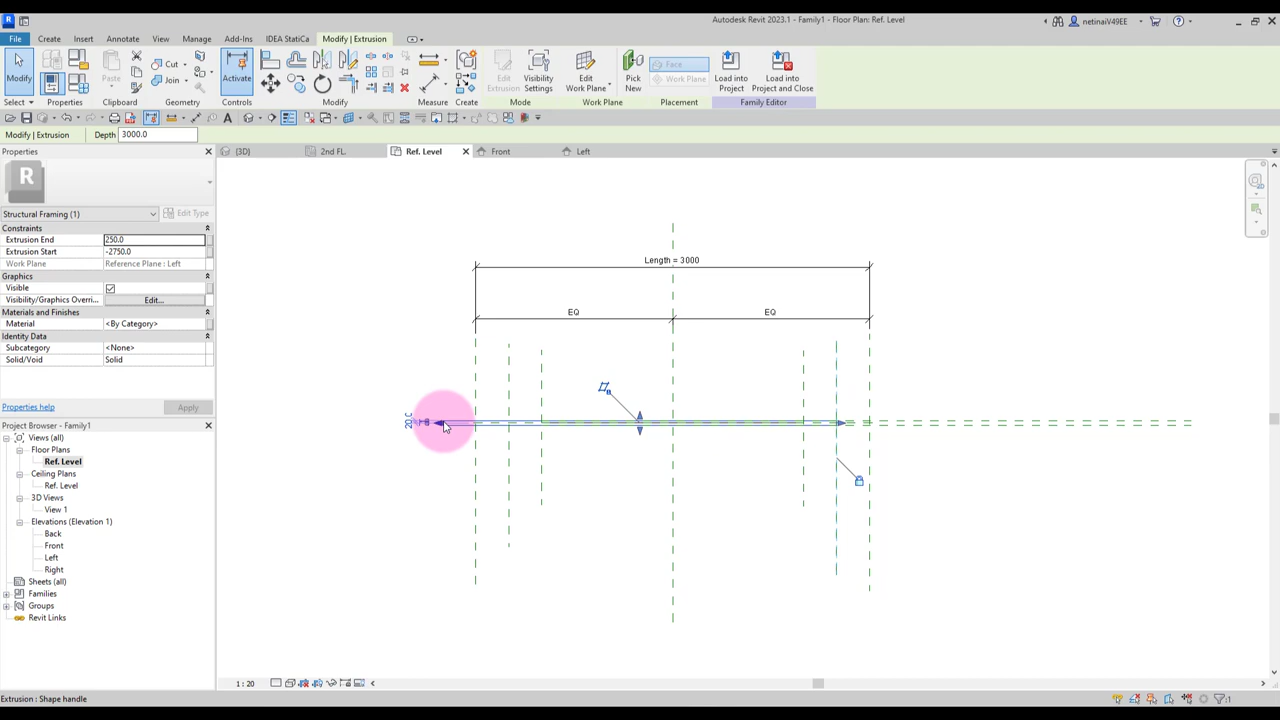 Autodesk Revit 2023.1 - Family1 - Floor Plan: Ref. Level
netinaiV49EE
File Create Insert Annotate View Manage Add-Ins IDEA StatiCa Modify | Extrusion
Modify
Paste
Cut
Join
Activate
Edit Extrusion
Visibility Settings
Edit Work Plane
Pick New
Face
Work Plane
Load into Project
Load into Project and Close
Select Properties Clipboard Geometry Controls Modify Measure Create Mode Work Plane Placement Family Editor
Modify | Extrusion Depth 3000.0
Properties
(3D) 2nd FL. Ref. Level Front Left
R
Structural Framing (1) Edit Type
Constraints
Extrusion End 250.0
Extrusion Start -2750.0
Work Plane Reference Plane : Left
Graphics
Visible
Visibility/Graphics Overri... Edit...
Materials and Finishes
Material <By Category>
Identity Data
Subcategory <None>
Solid/Void Solid
Properties help Apply
Project Browser - Family1
Views (all)
Floor Plans
Ref. Level
Ceiling Plans
Ref. Level
3D Views
View 1
Elevations (Elevation 1)
Back
Front
Left
Right
Sheets (all)
Families
Groups
Revit Links
Length = 3000
EQ EQ
1 : 20
Extrusion : Shape handle
:1